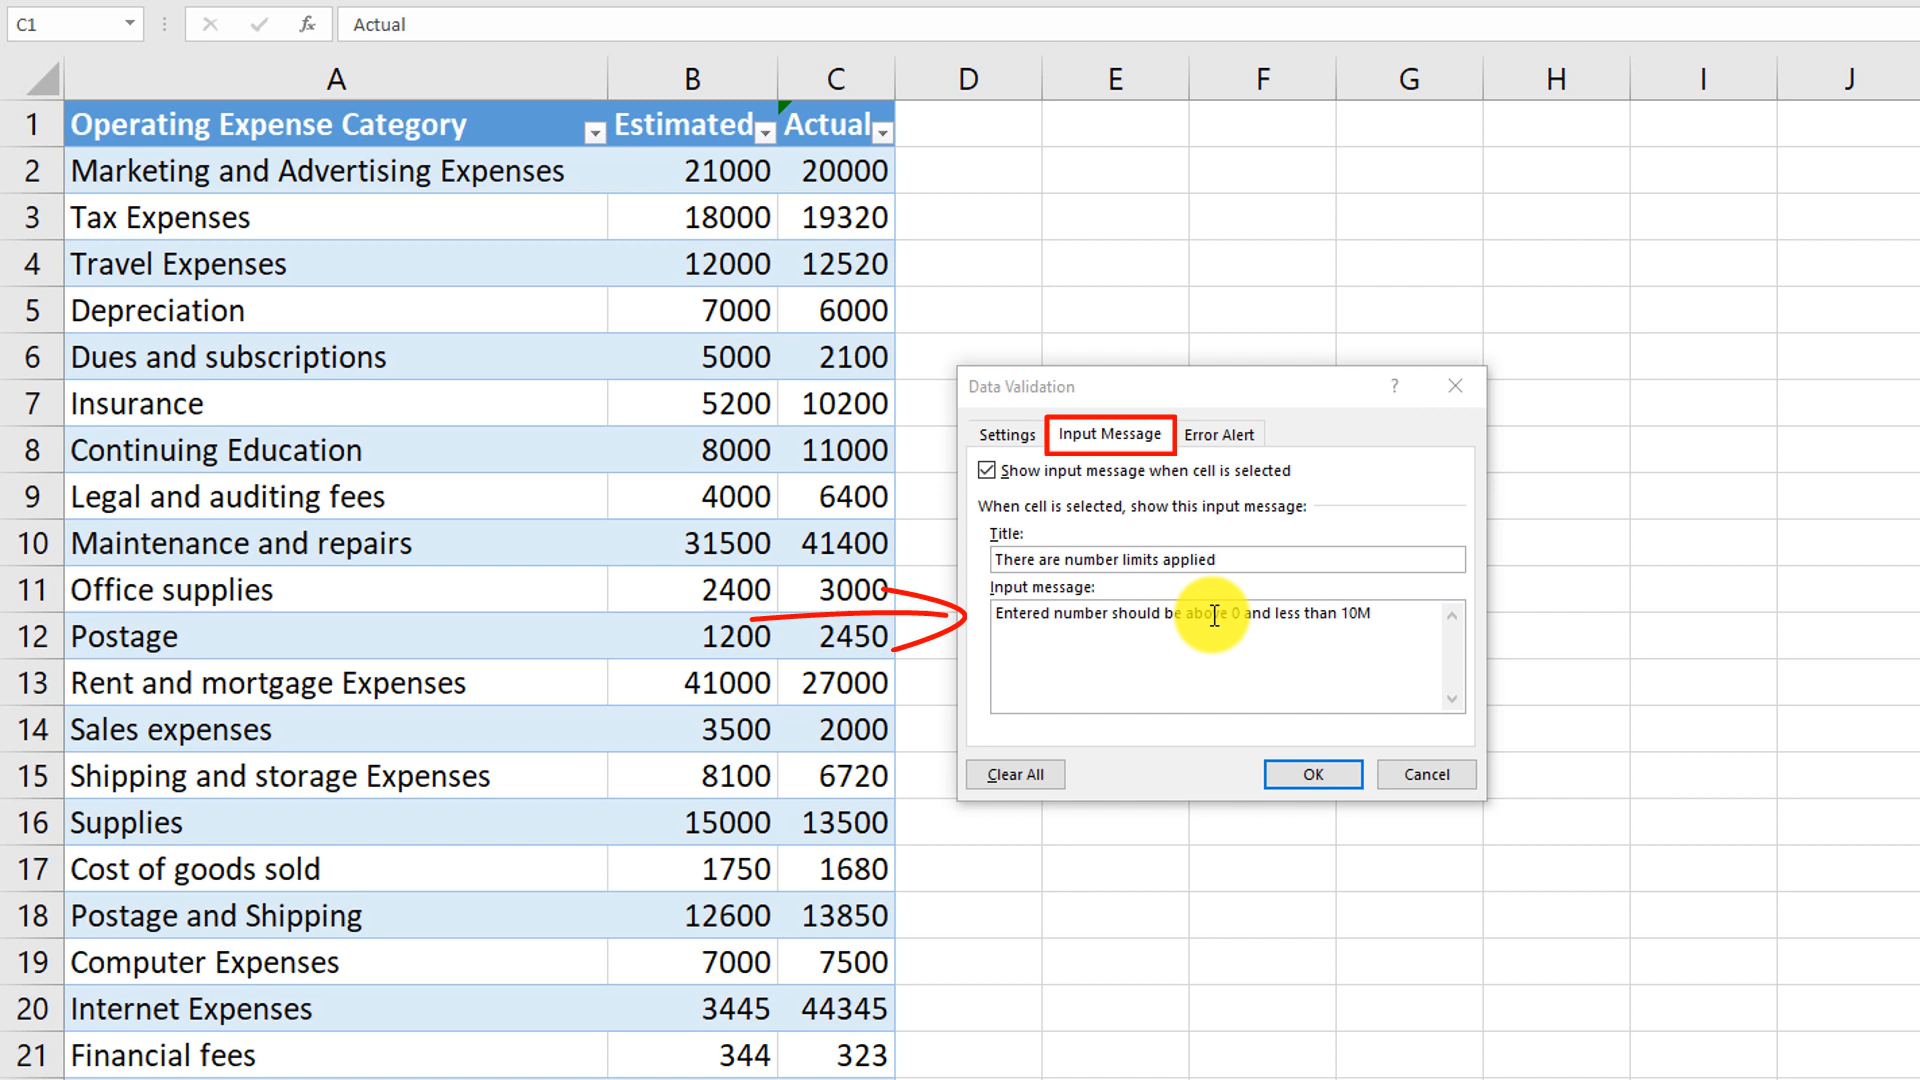 C1 fx Actual
A B C D E F G H I J
1 Operating Expense Category Estimated Actual
2 Marketing and Advertising Expenses 21000 20000
3 Tax Expenses 18000 19320
4 Travel Expenses 12000 12520
5 Depreciation 7000 6000
6 Dues and subscriptions 5000 2100
7 Insurance 5200 10200
8 Continuing Education 8000 11000
9 Legal and auditing fees 4000 6400
10 Maintenance and repairs 31500 41400
11 Office supplies 2400 3000
12 Postage 1200 2450
13 Rent and mortgage Expenses 41000 27000
14 Sales expenses 3500 2000
15 Shipping and storage Expenses 8100 6720
16 Supplies 15000 13500
17 Cost of goods sold 1750 1680
18 Postage and Shipping 12600 13850
19 Computer Expenses 7000 7500
20 Internet Expenses 3445 44345
21 Financial fees 344 323
Data Validation ?
Settings Input Message Error Alert
Show input message when cell is selected
When cell is selected, show this input message:
Title:
There are number limits applied
Input message:
Entered number should be above 0 and less than 10M
Clear All OK Cancel